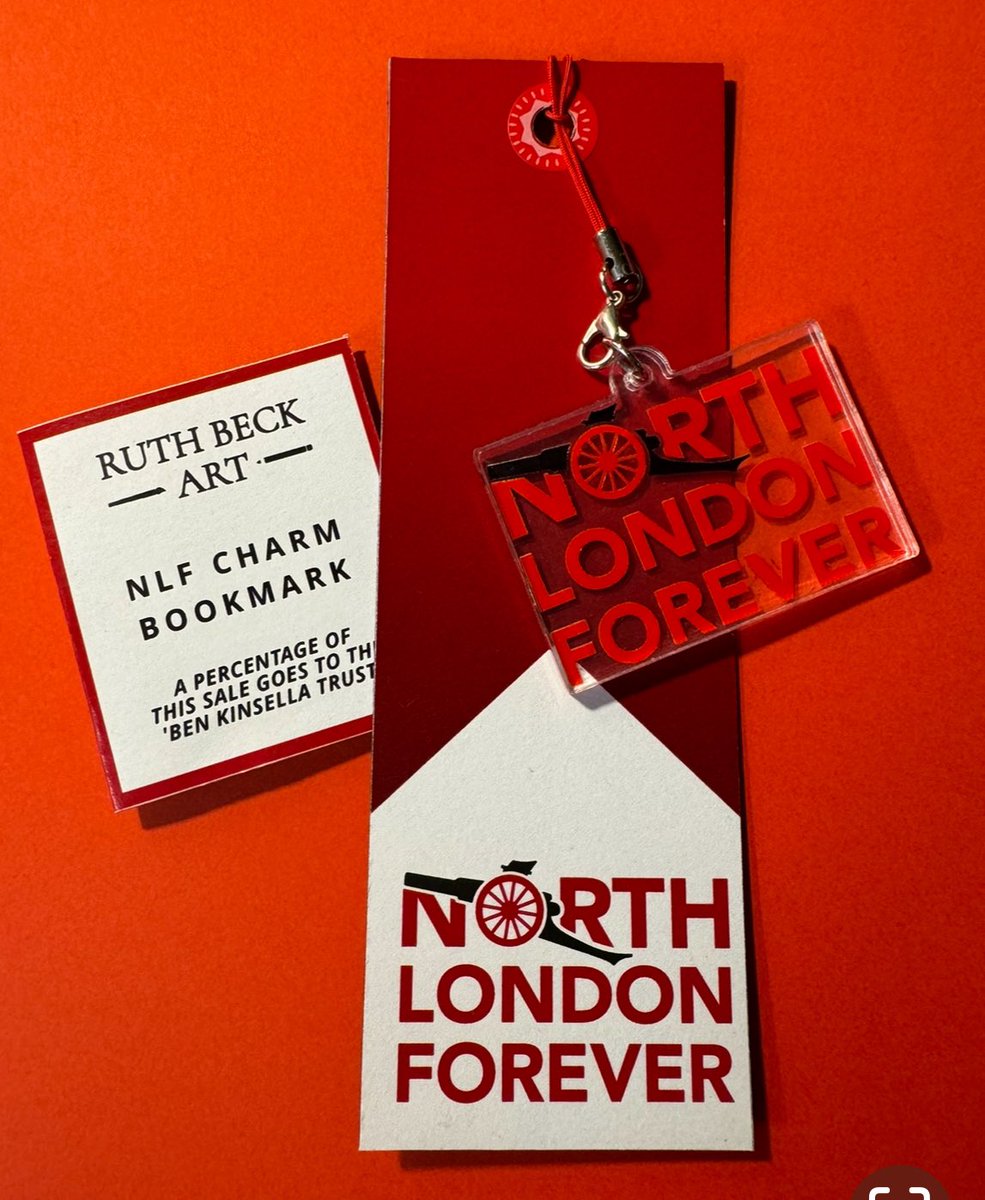 RUTH BECK
ART
NLF CHARM
BOOKMARK
A PERCENTAGE OF
THIS SALE GOES TO TH
'BEN KINSELLA TRUST
NORTH
LONDON
FOREVER
NORTH
LONDON
FOREVER